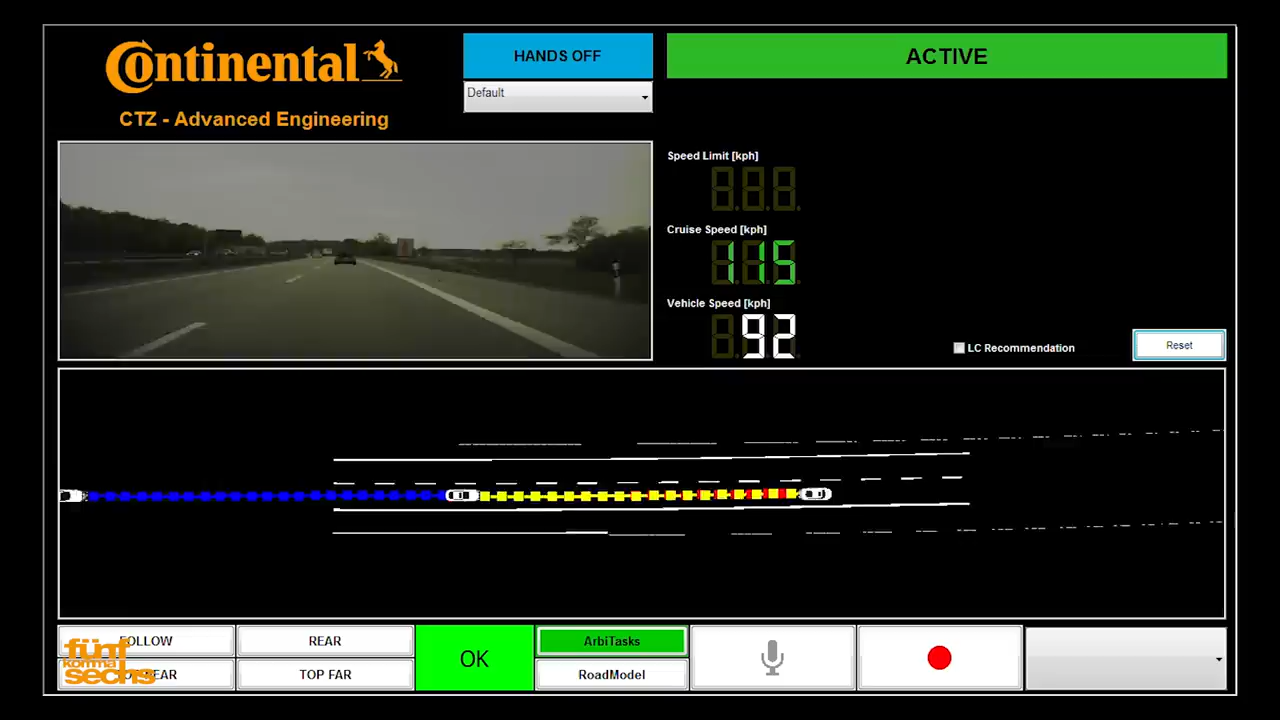 Continental
CTZ - Advanced Engineering
HANDS OFF
Default
ACTIVE
Speed Limit [kph]
Cruise Speed [kph]
115
Vehicle Speed [kph]
92
LC Recommendation
Reset
FOLLOW
REAR
OK
ArbiTasks
RoadModel
TOP FAR
fünf
komma
sechs